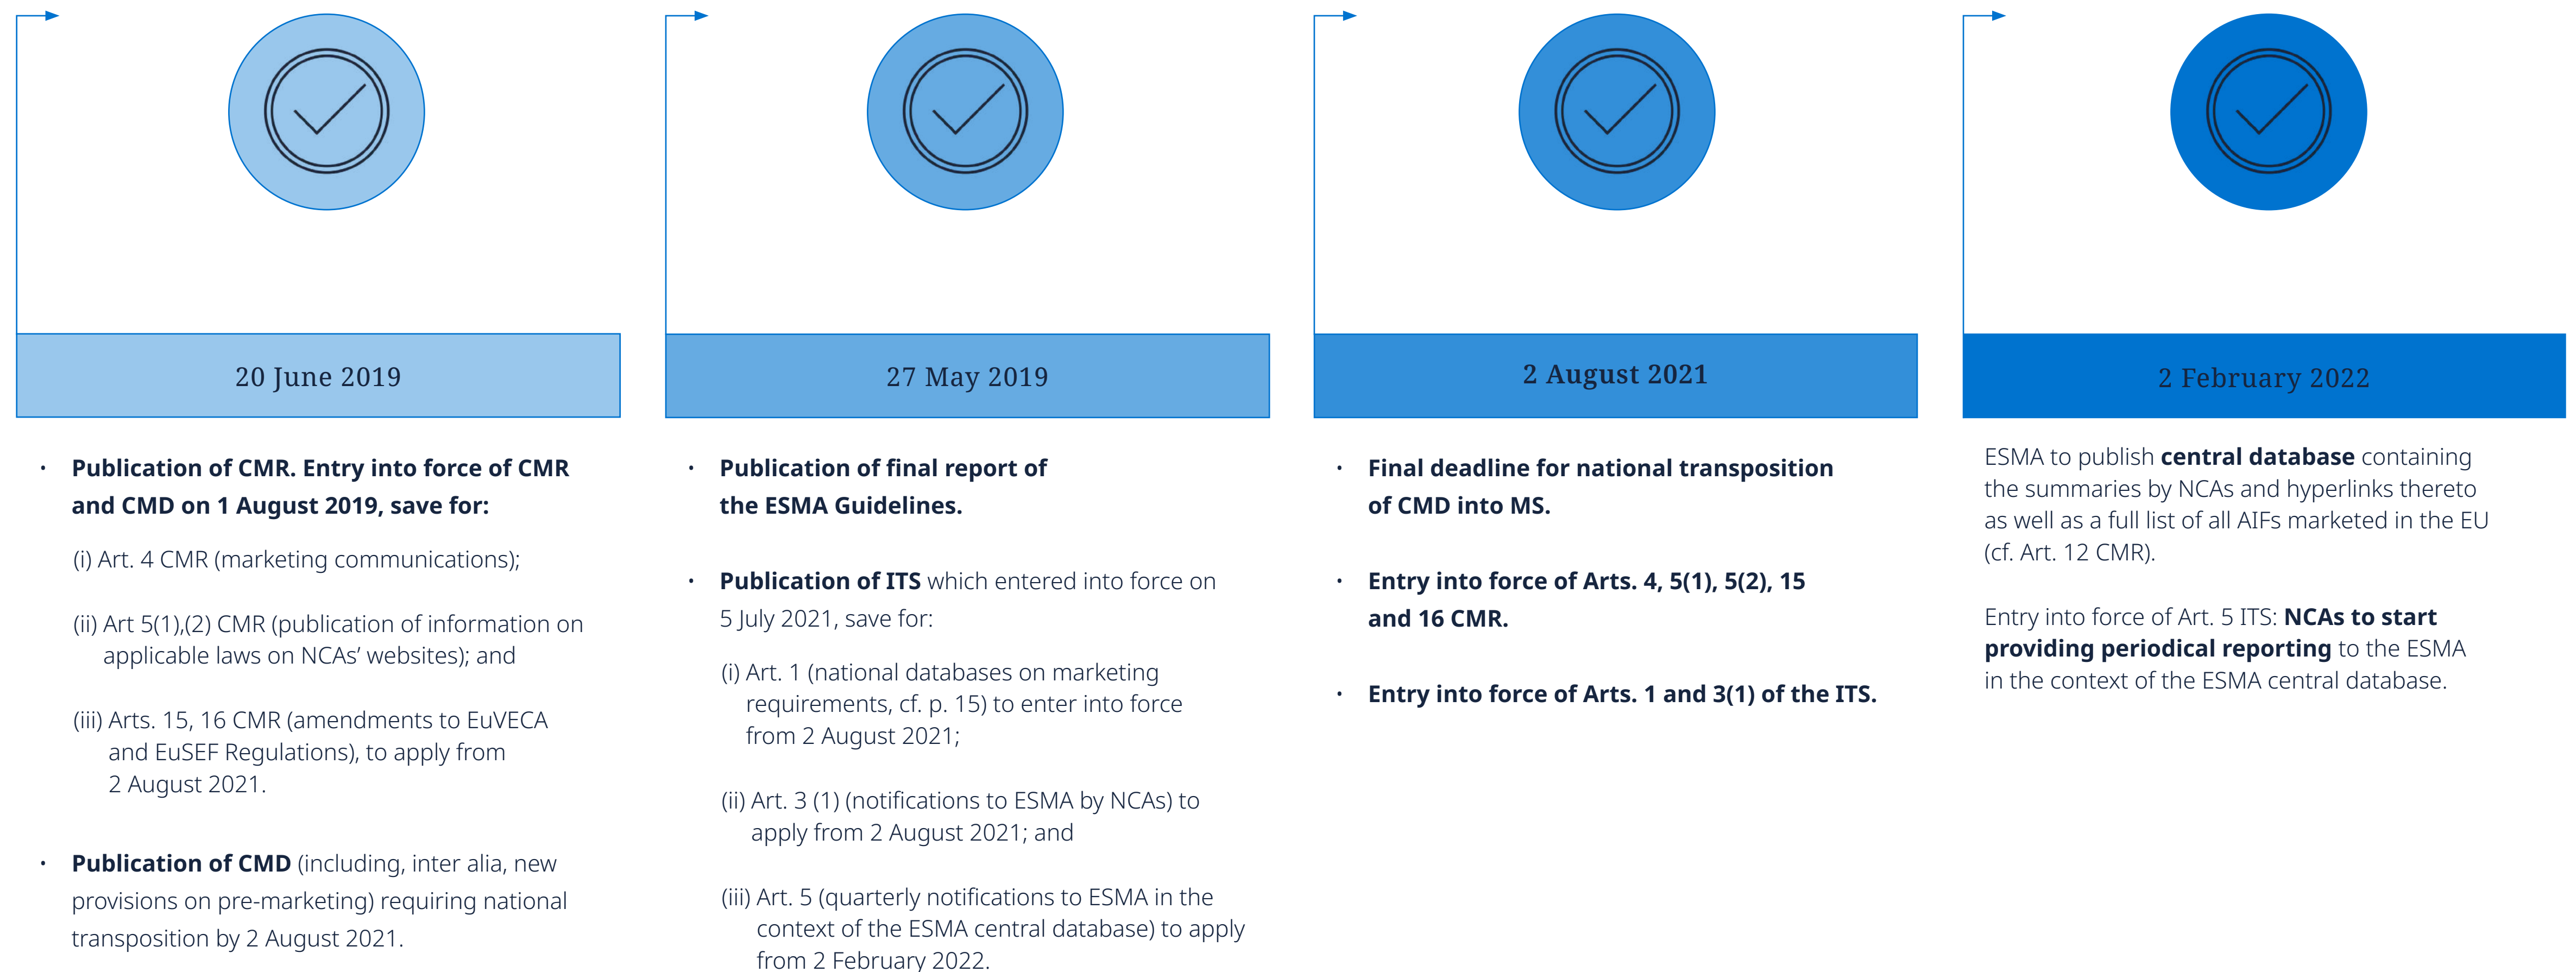 20 June 2019
• Publication of CMR. Entry into force of CMR
and CMD on 1 August 2019, save for:
(i) Art. 4 CMR (marketing communications);
(ii) Art 5(1),(2) CMR (publication of information on
applicable laws on NCAs’ websites); and
(iii) Arts. 15, 16 CMR (amendments to EuVECA
and EuSEF Regulations), to apply from
2 August 2021.
• Publication of CMD (including, inter alia, new
provisions on pre-marketing) requiring national
transposition by 2 August 2021.
27 May 2019
• Publication of final report of
the ESMA Guidelines.
• Publication of ITS which entered into force on
5 July 2021, save for:
(i) Art. 1 (national databases on marketing
requirements, cf. p. 15) to enter into force
from 2 August 2021;
(ii) Art. 3 (1) (notifications to ESMA by NCAs) to
apply from 2 August 2021; and
(iii) Art. 5 (quarterly notifications to ESMA in the
context of the ESMA central database) to apply
from 2 February 2022.
2 August 2021
• Final deadline for national transposition
of CMD into MS.
• Entry into force of Arts. 4, 5(1), 5(2), 15
and 16 CMR.
• Entry into force of Arts. 1 and 3(1) of the ITS.
2 February 2022
ESMA to publish central database containing
the summaries by NCAs and hyperlinks thereto
as well as a full list of all AIFs marketed in the EU
(cf. Art. 12 CMR).
Entry into force of Art. 5 ITS: NCAs to start
providing periodical reporting to the ESMA
in the context of the ESMA central database.